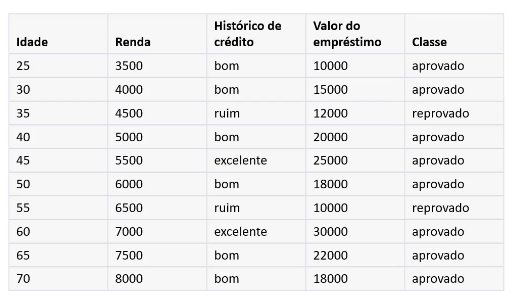 Idade Renda Histórico de crédito Valor do empréstimo Classe
25 3500 bom 10000 aprovado
30 4000 bom 15000 aprovado
35 4500 ruim 12000 reprovado
40 5000 bom 20000 aprovado
45 5500 excelente 25000 aprovado
50 6000 bom 18000 aprovado
55 6500 ruim 10000 reprovado
60 7000 excelente 30000 aprovado
65 7500 bom 22000 aprovado
70 8000 bom 18000 aprovado